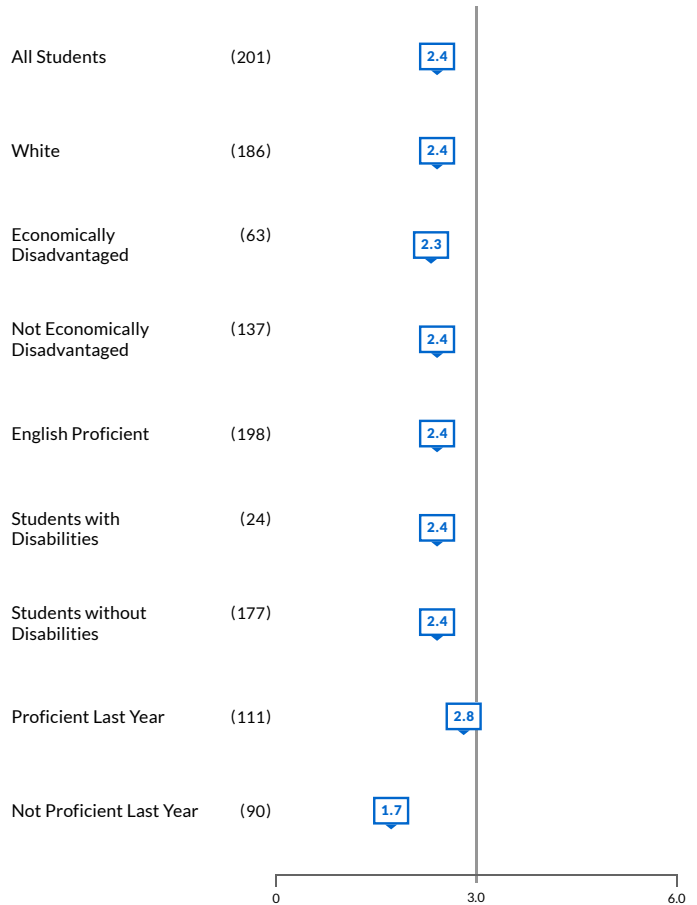 All Students (201) 2.4
White (186) 2.4
Economically (63)
Disadvantaged 2.3
Not Economically (137)
Disadvantaged 2.4
English Proficient (198) 2.4
Students with (24)
Disabilities 2.4
Students without (177)
Disabilities 2.4
Proficient Last Year (111) 2.8
Not Proficient Last Year (90) 1.7
0 3.0 6.0